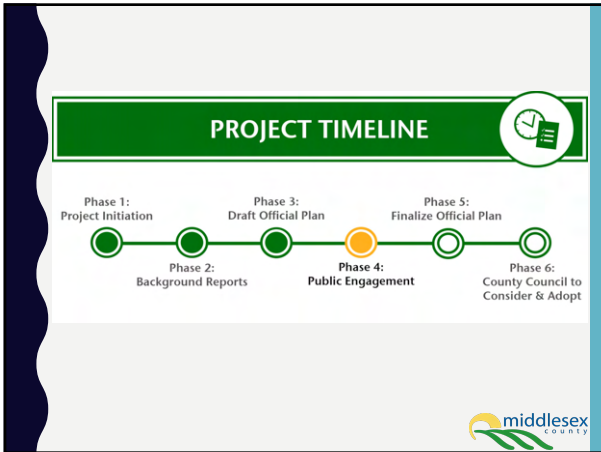 PROJECT TIMELINE
Phase 1:
Project Initiation
Phase 2:
Background Reports
Phase 3:
Draft Official Plan
Phase 4:
Public Engagement
Phase 5:
Finalize Official Plan
Phase 6:
County Council to
Consider & Adopt
middlesex
county